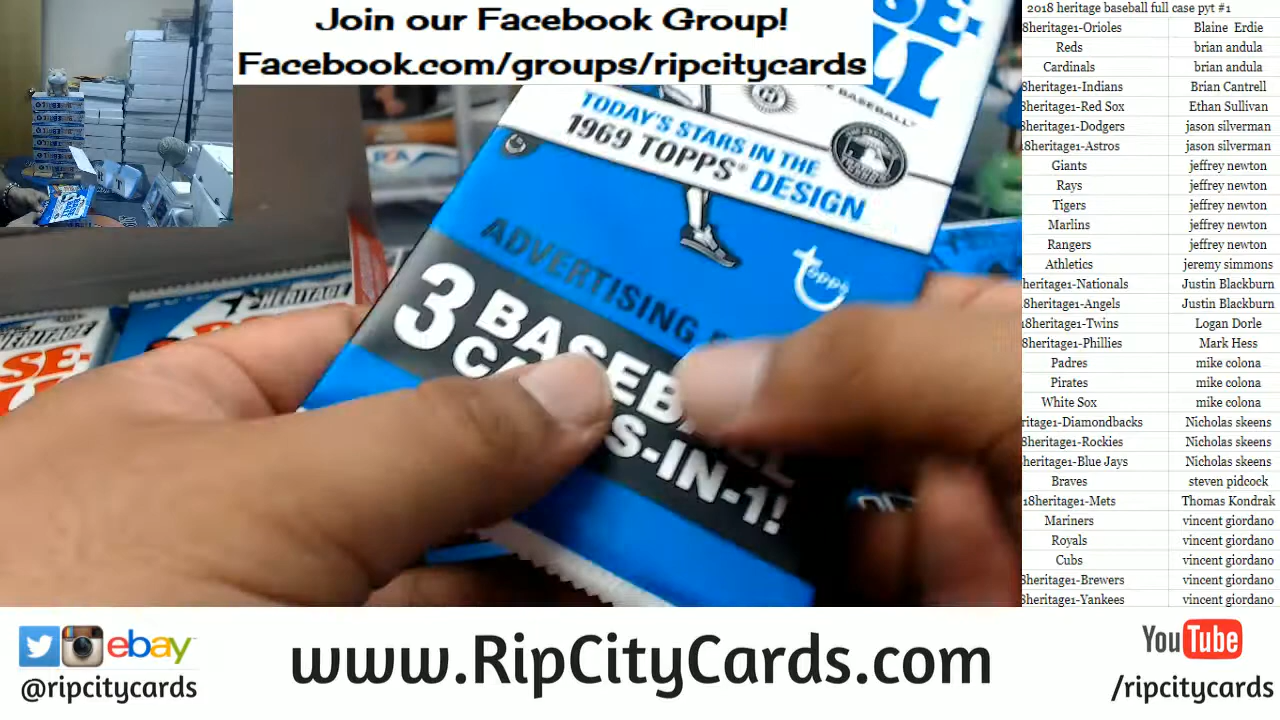 Join our Facebook Group!
Facebook.com/groups/ripcitycards
SE
LL
BASEBALL
TODAY'S STARS IN THE
1969 TOPPS® DESIGN
topps
ADVERTISING
3 BASEBALL
CARDS-IN-1!
HERITAGE
HERITAGE
SE
2018 heritage baseball full case pyt #1
8heritage1-Orioles Blaine Erdie
Reds brian andula
Cardinals brian andula
8heritage1-Indians Brian Cantrell
8heritage1-Red Sox Ethan Sullivan
8heritage1-Dodgers jason silverman
18heritage1-Astros jason silverman
Giants jeffrey newton
Rays jeffrey newton
Tigers jeffrey newton
Marlins jeffrey newton
Rangers jeffrey newton
Athletics jeremy simmons
heritage1-Nationals Justin Blackburn
8heritage1-Angels Justin Blackburn
18heritage1-Twins Logan Dorle
8heritage1-Phillies Mark Hess
Padres mike colona
Pirates mike colona
White Sox mike colona
ritage1-Diamondbacks Nicholas skeens
8heritage1-Rockies Nicholas skeens
heritage1-Blue Jays Nicholas skeens
Braves steven pidcock
18heritage1-Mets Thomas Kondrak
Mariners vincent giordano
Royals vincent giordano
Cubs vincent giordano
8heritage1-Brewers vincent giordano
8heritage1-Yankees vincent giordano
ebay
@ripcitycards
www.RipCityCards.com
YouTube
/ripcitycards